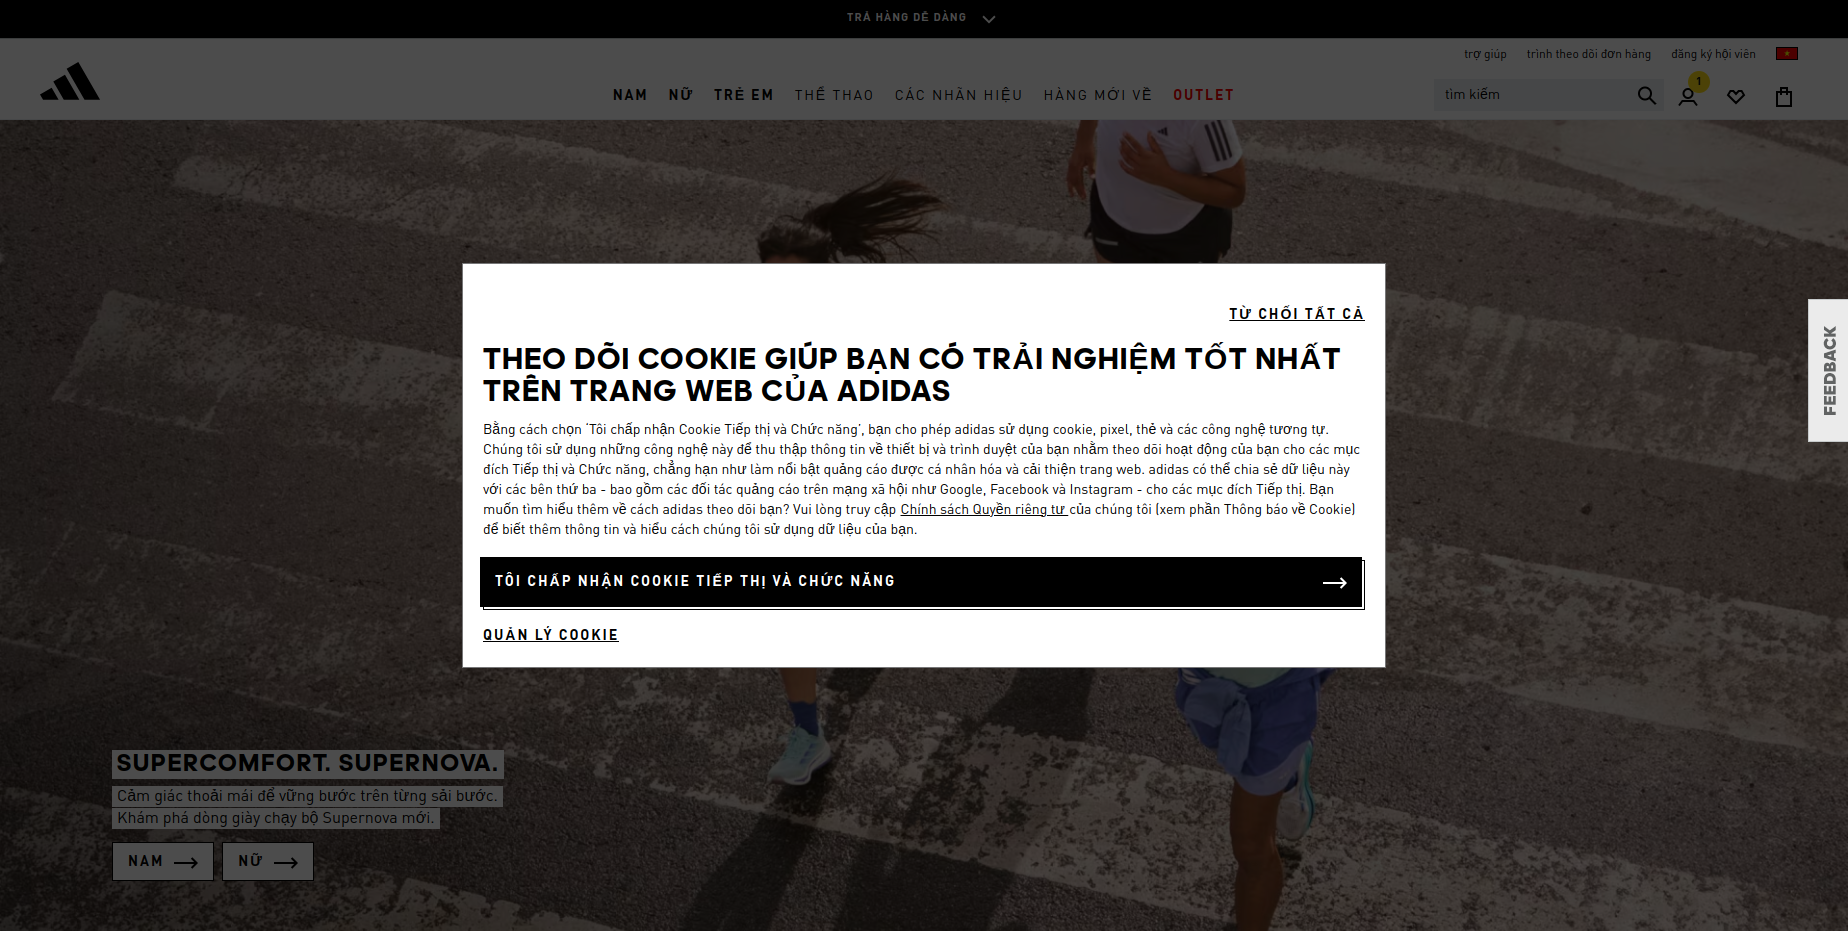 TRẢ HÀNG DỄ DÀNG
trợ giúp
trình theo dõi đơn hàng
đăng ký hội viên
NAM
NỮ
TRẺ EM
THỂ THAO
CÁC NHÃN HIỆU
HÀNG MỚI VỀ
OUTLET
tìm kiếm
1
TỪ CHỐI TẤT CẢ
THEO DÕI COOKIE GIÚP BẠN CÓ TRẢI NGHIỆM TỐT NHẤT
TRÊN TRANG WEB CỦA ADIDAS
Bằng cách chọn 'Tôi chấp nhận Cookie Tiếp thị và Chức năng', bạn cho phép adidas sử dụng cookie, pixel, thẻ và các công nghệ tương tự.
Chúng tôi sử dụng những công nghệ này để thu thập thông tin về thiết bị và trình duyệt của bạn nhằm theo dõi hoạt động của bạn cho các mục
đích Tiếp thị và Chức năng, chẳng hạn như làm nổi bật quảng cáo được cá nhân hóa và cải thiện trang web. adidas có thể chia sẻ dữ liệu này
với các bên thứ ba - bao gồm các đối tác quảng cáo trên mạng xã hội như Google, Facebook và Instagram - cho các mục đích Tiếp thị. Bạn
muốn tìm hiểu thêm về cách adidas theo dõi bạn? Vui lòng truy cập Chính sách Quyền riêng tư của chúng tôi (xem phần Thông báo về Cookie)
để biết thêm thông tin và hiểu cách chúng tôi sử dụng dữ liệu của bạn.
TÔI CHẤP NHẬN COOKIE TIẾP THỊ VÀ CHỨC NĂNG
QUẢN LÝ COOKIE
FEEDBACK
SUPERCOMFORT. SUPERNOVA.
Cảm giác thoải mái để vững bước trên từng sải bước.
Khám phá dòng giày chạy bộ Supernova mới.
NAM
NỮ